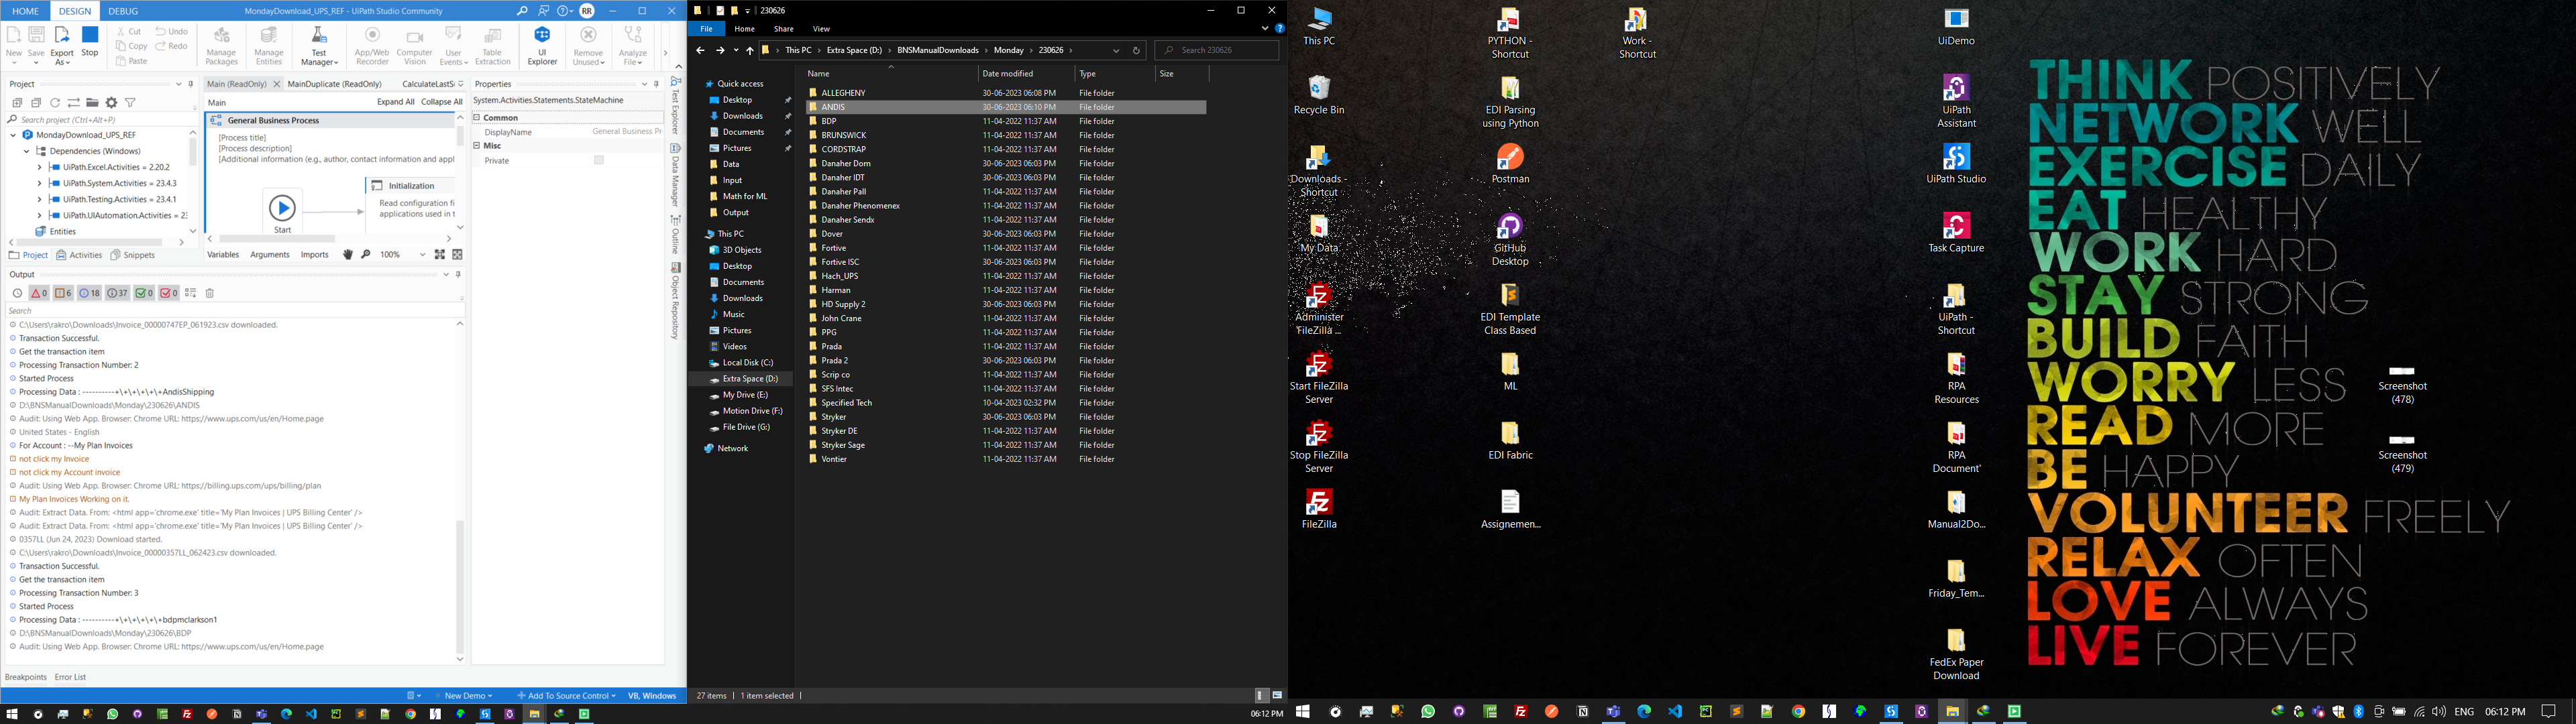 HOME DESIGN DEBUG
MondayDownload_UPS_REF - UiPath Studio Community
RR
New Save Export As Stop
Cut
Copy
Paste
Undo
Redo
Manage Packages
Manage Entities
Test Manager
App/Web Recorder
Computer Vision
User Events
Table Extraction
UI Explorer
Remove Unused
Analyze File
Project
Search project (Ctrl+Alt+P)
MondayDownload_UPS_REF
Dependencies (Windows)
UiPath.Excel.Activities = 2.20.2
UiPath.System.Activities = 23.4.3
UiPath.Testing.Activities = 23.4.1
UiPath.UIAutomation.Activities = 23
Entities
Project Activities Snippets
Main (ReadOnly) MainDuplicate (ReadOnly) CalculateLastS
Main Expand All Collapse All
General Business Process
[Process title]
[Process description]
[Additional information (e.g., author, contact information and appl
Initialization
Read configuration fi
applications used in t
Start
Variables Arguments Imports 100%
Properties
System.Activities.Statements.StateMachine
Common
DisplayName General Business Pr
Misc
Private
Test Explorer
Data Manager
Outline
Object Repository
Output
0 6 18 37 0 0
Search
C:\Users\rakro\Downloads\Invoice_00000747EP_061923.csv downloaded.
Transaction Successful.
Get the transaction item
Processing Transaction Number: 2
Started Process
Processing Data : ----------+\+\+\+\+\+AndisShipping
D:\BNSManualDownloads\Monday\230626\ANDIS
Audit: Using Web App. Browser: Chrome URL: https://www.ups.com/us/en/Home.page
United States - English
For Account : --My Plan Invoices
not click my Invoice
not click my Account invoice
Audit: Using Web App. Browser: Chrome URL: https://billing.ups.com/ups/billing/plan
My Plan Invoices Working on it.
Audit: Extract Data. From: <html app='chrome.exe' title='My Plan Invoices | UPS Billing Center' />
Audit: Extract Data. From: <html app='chrome.exe' title='My Plan Invoices | UPS Billing Center' />
0357LL (Jun 24, 2023) Download started.
C:\Users\rakro\Downloads\Invoice_00000357LL_062423.csv downloaded.
Transaction Successful.
Get the transaction item
Processing Transaction Number: 3
Started Process
Processing Data : ----------+\+\+\+\+\+bdpmclarkson1
D:\BNSManualDownloads\Monday\230626\BDP
Audit: Using Web App. Browser: Chrome URL: https://www.ups.com/us/en/Home.page
Breakpoints Error List
New Demo Add To Source Control VB, Windows
230626
File Home Share View
This PC > Extra Space (D:) > BNSManualDownloads > Monday > 230626 >
Search 230626
Quick access
Desktop
Downloads
Documents
Pictures
Data
Input
Math for ML
Output
This PC
3D Objects
Desktop
Documents
Downloads
Music
Pictures
Videos
Local Disk (C:)
Extra Space (D:)
My Drive (E:)
Motion Drive (F:)
File Drive (G:)
Network
Name Date modified Type Size
ALLEGHENY 30-06-2023 06:08 PM File folder
ANDIS 30-06-2023 06:10 PM File folder
BDP 11-04-2022 11:37 AM File folder
BRUNSWICK 11-04-2022 11:37 AM File folder
CORDSTRAP 11-04-2022 11:37 AM File folder
Danaher Dom 30-06-2023 06:03 PM File folder
Danaher IDT 30-06-2023 06:03 PM File folder
Danaher Pall 11-04-2022 11:37 AM File folder
Danaher Phenomenex 11-04-2022 11:37 AM File folder
Danaher Sendx 11-04-2022 11:37 AM File folder
Dover 30-06-2023 06:03 PM File folder
Fortive 11-04-2022 11:37 AM File folder
Fortive ISC 30-06-2023 06:03 PM File folder
Hach_UPS 11-04-2022 11:37 AM File folder
Harman 11-04-2022 11:37 AM File folder
HD Supply 2 30-06-2023 06:03 PM File folder
John Crane 11-04-2022 11:37 AM File folder
PPG 11-04-2022 11:37 AM File folder
Prada 11-04-2022 11:37 AM File folder
Prada 2 30-06-2023 06:03 PM File folder
Scrip co 11-04-2022 11:37 AM File folder
SFS Intec 11-04-2022 11:37 AM File folder
Specified Tech 10-04-2023 02:32 PM File folder
Stryker 30-06-2023 06:03 PM File folder
Stryker DE 11-04-2022 11:37 AM File folder
Stryker Sage 11-04-2022 11:37 AM File folder
Vontier 11-04-2022 11:37 AM File folder
27 items 1 item selected
06:12 PM
This PC
Recycle Bin
Downloads - Shortcut
My Data
Administer FileZilla ...
Start FileZilla Server
Stop FileZilla Server
FileZilla
PYTHON - Shortcut
EDI Parsing using Python
Postman
GitHub Desktop
EDI Template Class Based
ML
EDI Fabric
Assignemen...
Work - Shortcut
UiDemo
UiPath Assistant
UiPath Studio
Task Capture
UiPath - Shortcut
RPA Resources
RPA Document'
Manual2Do...
Friday_Tem...
FedEx Paper Download
Screenshot (478)
Screenshot (479)
THINK POSITIVELY
NETWORK WELL
EXERCISE DAILY
EAT HEALTHY
WORK HARD
STAY STRONG
BUILD FAITH
WORRY LESS
READ MORE
BE HAPPY
VOLUNTEER FREELY
RELAX OFTEN
LOVE ALWAYS
LIVE FOREVER
ENG 06:12 PM